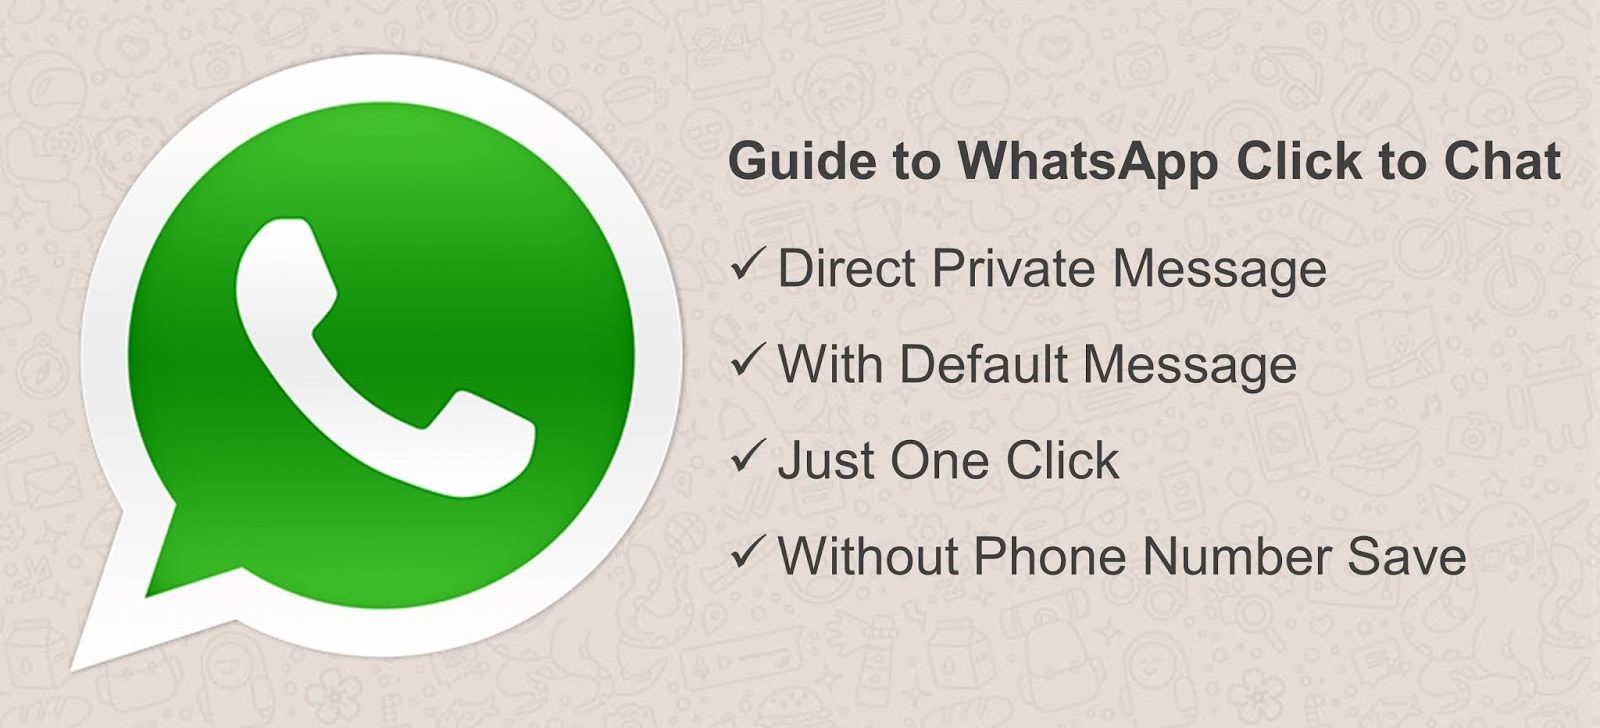 Guide to WhatsApp Click to Chat
✓ Direct Private Message
✓ With Default Message
✓ Just One Click
✓ Without Phone Number Save